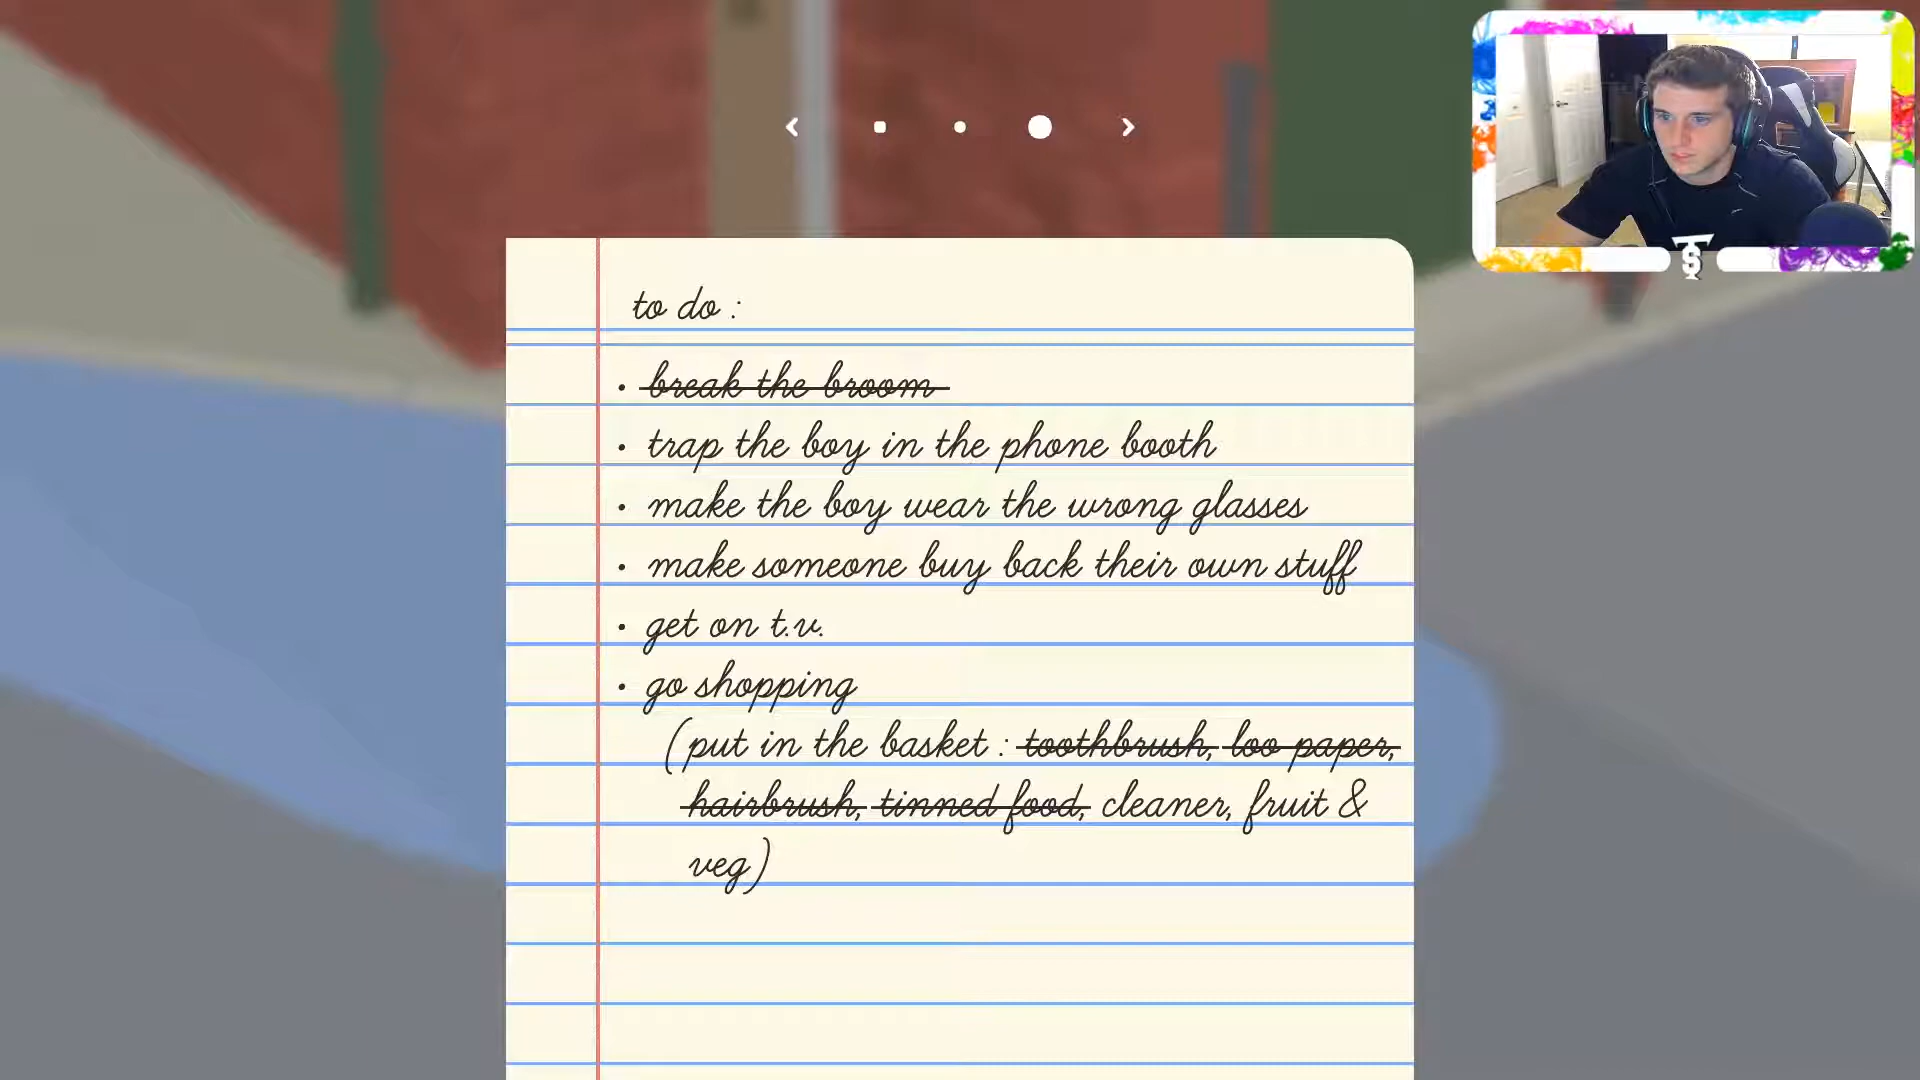 to do :
• break the broom
• trap the boy in the phone booth
• make the boy wear the wrong glasses
• make someone buy back their own stuff
• get on t.v.
• go shopping
(put in the basket : toothbrush, loo paper,
hairbrush, tinned food, cleaner, fruit &
veg)